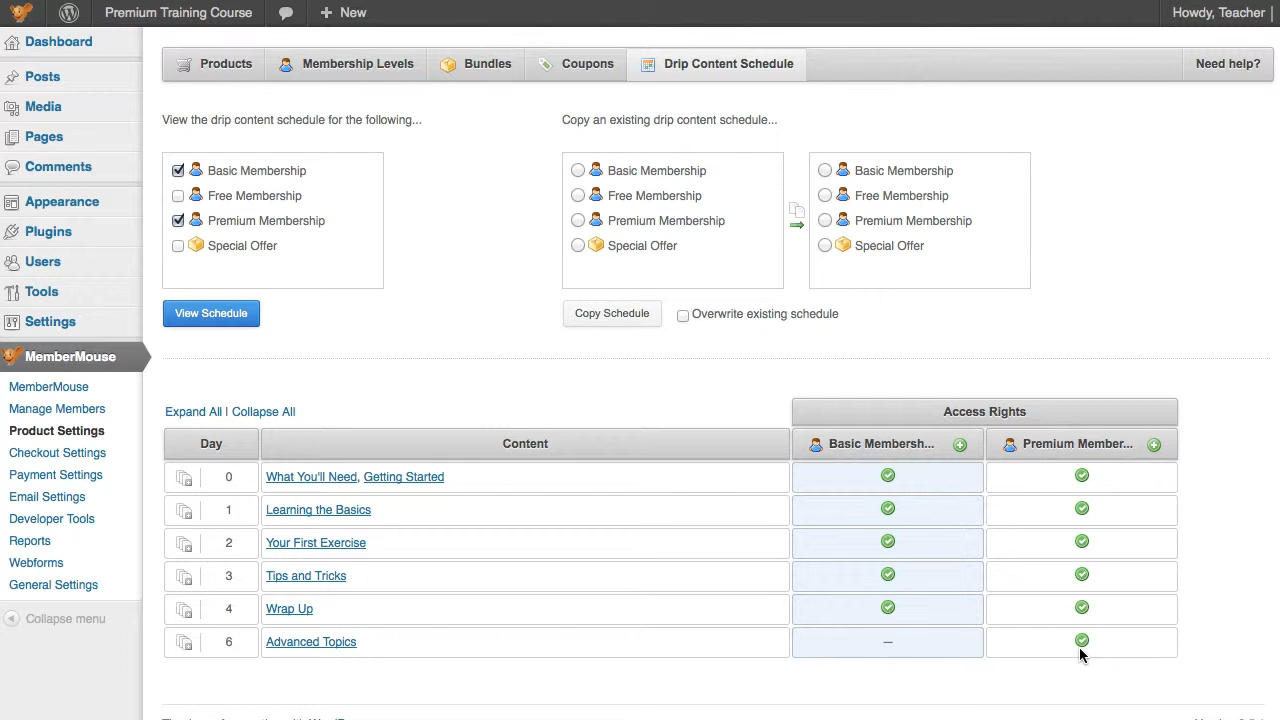 Premium Training Course
New
Howdy, Teacher
Dashboard
Posts
Media
Pages
Comments
Appearance
Plugins
Users
Tools
Settings
MemberMouse
MemberMouse
Manage Members
Product Settings
Checkout Settings
Payment Settings
Email Settings
Developer Tools
Reports
Webforms
General Settings
Collapse menu
Products
Membership Levels
Bundles
Coupons
Drip Content Schedule
Need help?
View the drip content schedule for the following...
Basic Membership
Free Membership
Premium Membership
Special Offer
View Schedule
Copy an existing drip content schedule...
Basic Membership
Free Membership
Premium Membership
Special Offer
Basic Membership
Free Membership
Premium Membership
Special Offer
Copy Schedule
Overwrite existing schedule
Expand All | Collapse All
Access Rights
Day Content Basic Membersh... Premium Member...
0 What You'll Need, Getting Started
1 Learning the Basics
2 Your First Exercise
3 Tips and Tricks
4 Wrap Up
6 Advanced Topics —